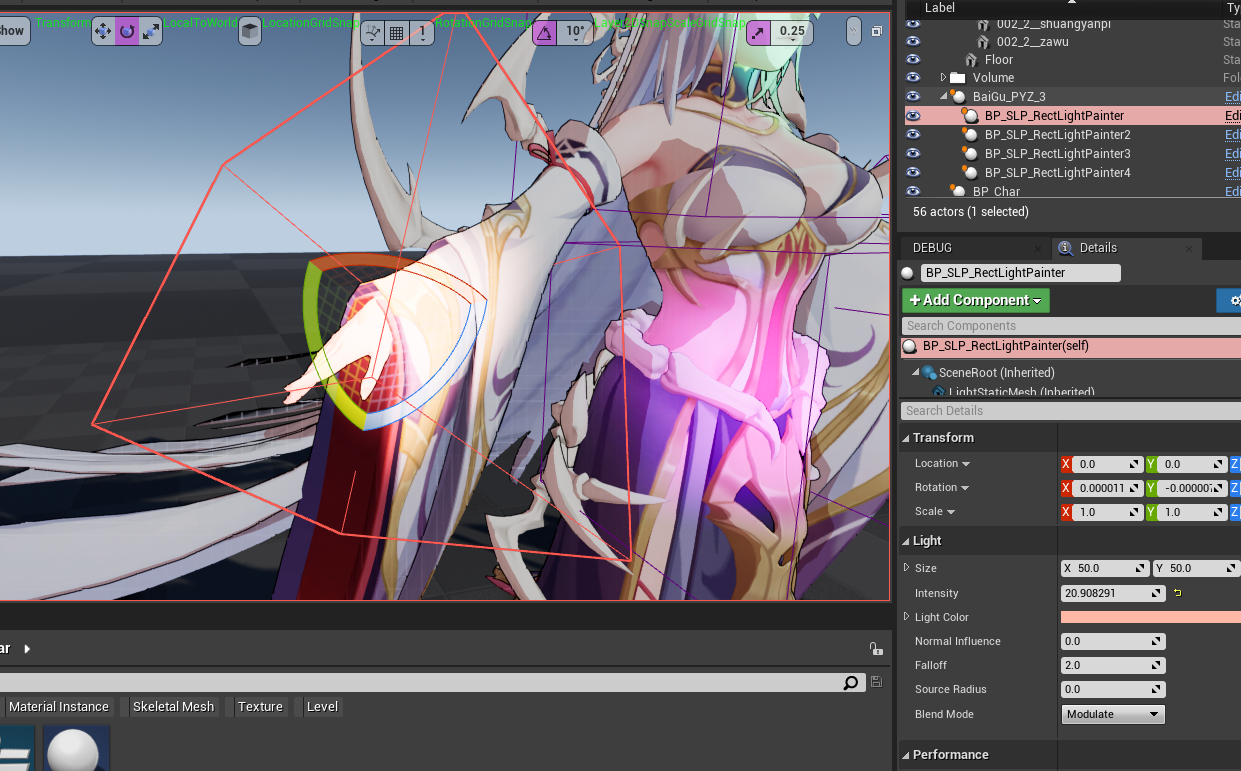 how
Transform
LocalToWorld
LocationGridSnap
RotationGridSnap
1
10°
0.25
Label
Ty
002_2__shuangyanpi
Sta
002_2__zawu
Sta
Floor
Sta
Volume
Fol
BaiGu_PYZ_3
Edi
BP_SLP_RectLightPainter
Edi
BP_SLP_RectLightPainter2
Edi
BP_SLP_RectLightPainter3
Edi
BP_SLP_RectLightPainter4
Edi
BP_Char
Edi
56 actors (1 selected)
DEBUG
Details
BP_SLP_RectLightPainter
+Add Component
Search Components
BP_SLP_RectLightPainter(self)
SceneRoot (Inherited)
LightStaticMesh (Inherited)
Search Details
Transform
Location
X 0.0 Y 0.0 Z
Rotation
X 0.000011 Y -0.000007 Z
Scale
X 1.0 Y 1.0 Z
Light
Size
X 50.0 Y 50.0
Intensity
20.908291
Light Color
Normal Influence
0.0
Falloff
2.0
Source Radius
0.0
Blend Mode
Modulate
Performance
ar
Material Instance
Skeletal Mesh
Texture
Level